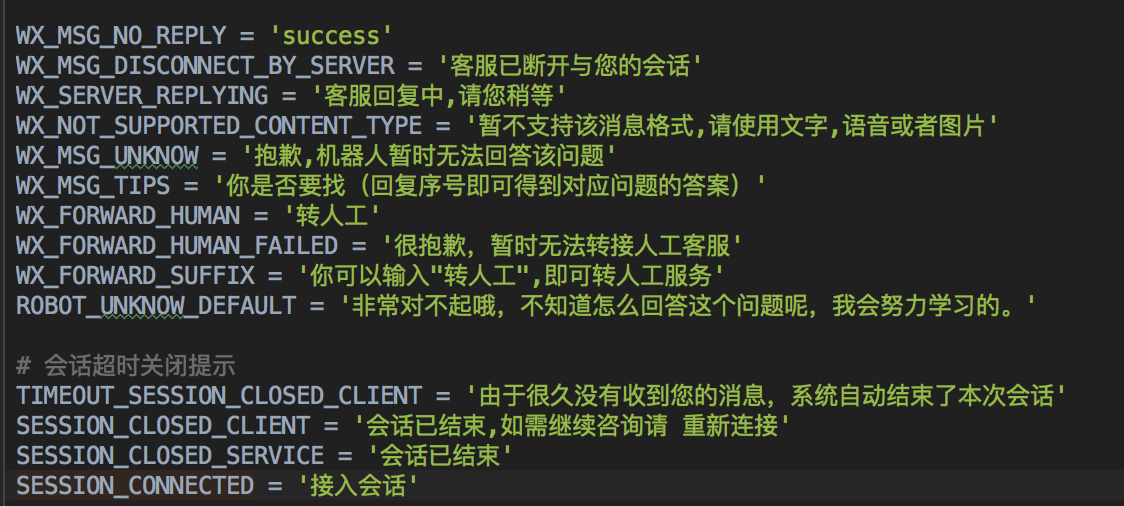 WX_MSG_NO_REPLY = 'success'
WX_MSG_DISCONNECT_BY_SERVER = '客服已断开与您的会话'
WX_SERVER_REPLYING = '客服回复中,请您稍等'
WX_NOT_SUPPORTED_CONTENT_TYPE = '暂不支持该消息格式,请使用文字,语音或者图片'
WX_MSG_UNKNOW = '抱歉,机器人暂时无法回答该问题'
WX_MSG_TIPS = '你是否要找（回复序号即可得到对应问题的答案）'
WX_FORWARD_HUMAN = '转人工'
WX_FORWARD_HUMAN_FAILED = '很抱歉，暂时无法转接人工客服'
WX_FORWARD_SUFFIX = '你可以输入"转人工",即可转人工服务'
ROBOT_UNKNOW_DEFAULT = '非常对不起哦，不知道怎么回答这个问题呢，我会努力学习的。'
# 会话超时关闭提示
TIMEOUT_SESSION_CLOSED_CLIENT = '由于很久没有收到您的消息，系统自动结束了本次会话'
SESSION_CLOSED_CLIENT = '会话已结束,如需继续咨询请 重新连接'
SESSION_CLOSED_SERVICE = '会话已结束'
SESSION_CONNECTED = '接入会话'